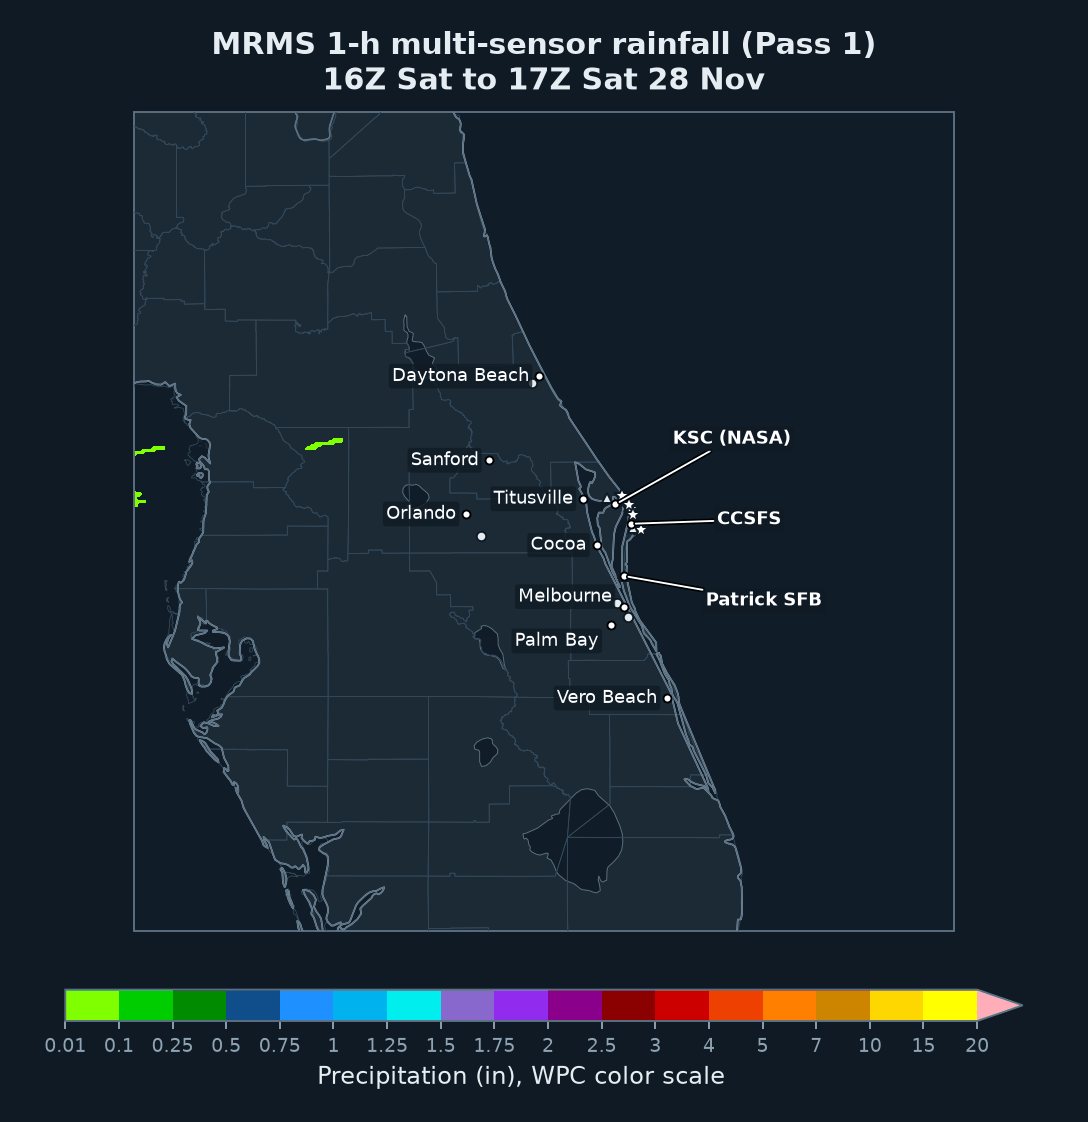 MRMS 1-h multi-sensor rainfall (Pass 1)
16Z Sat to 17Z Sat 28 Nov
Daytona Beach
KSC (NASA)
Sanford
Titusville
Orlando
CCSFS
Cocoa
Melbourne
Patrick SFB
Palm Bay
Vero Beach
0.01 0.1 0.25 0.5 0.75 1 1.25 1.5 1.75 2 2.5 3 4 5 7 10 15 20
Precipitation (in), WPC color scale